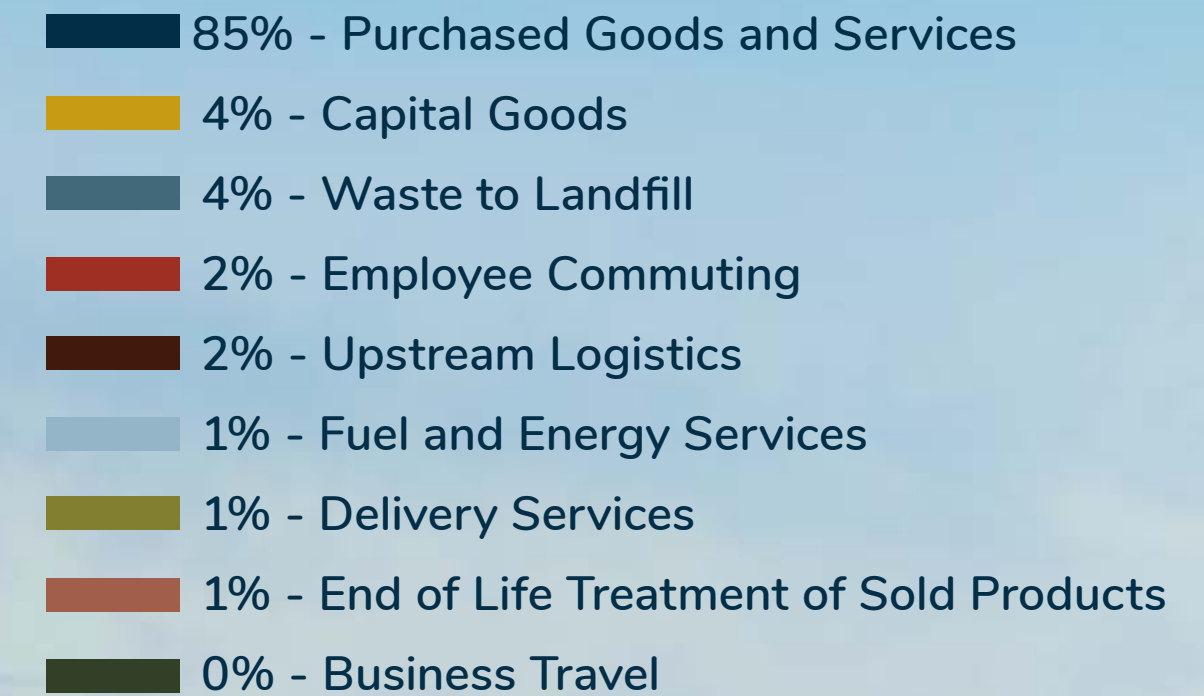 85% - Purchased Goods and Services
4% - Capital Goods
4% - Waste to Landfill
2% - Employee Commuting
2% - Upstream Logistics
1% - Fuel and Energy Services
1% - Delivery Services
1% - End of Life Treatment of Sold Products
0% - Business Travel